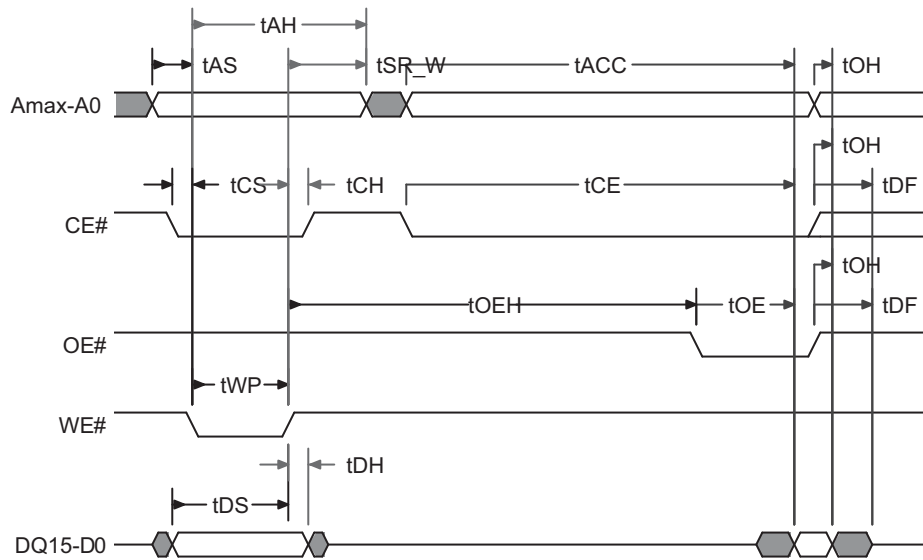 tAH
tAS
tSR_W
tACC
tOH
Amax-A0
tOH
tCS
tCH
tCE
tDF
CE#
tOH
tOEH
tOE
tDF
OE#
tWP
WE#
tDH
tDS
DQ15-D0